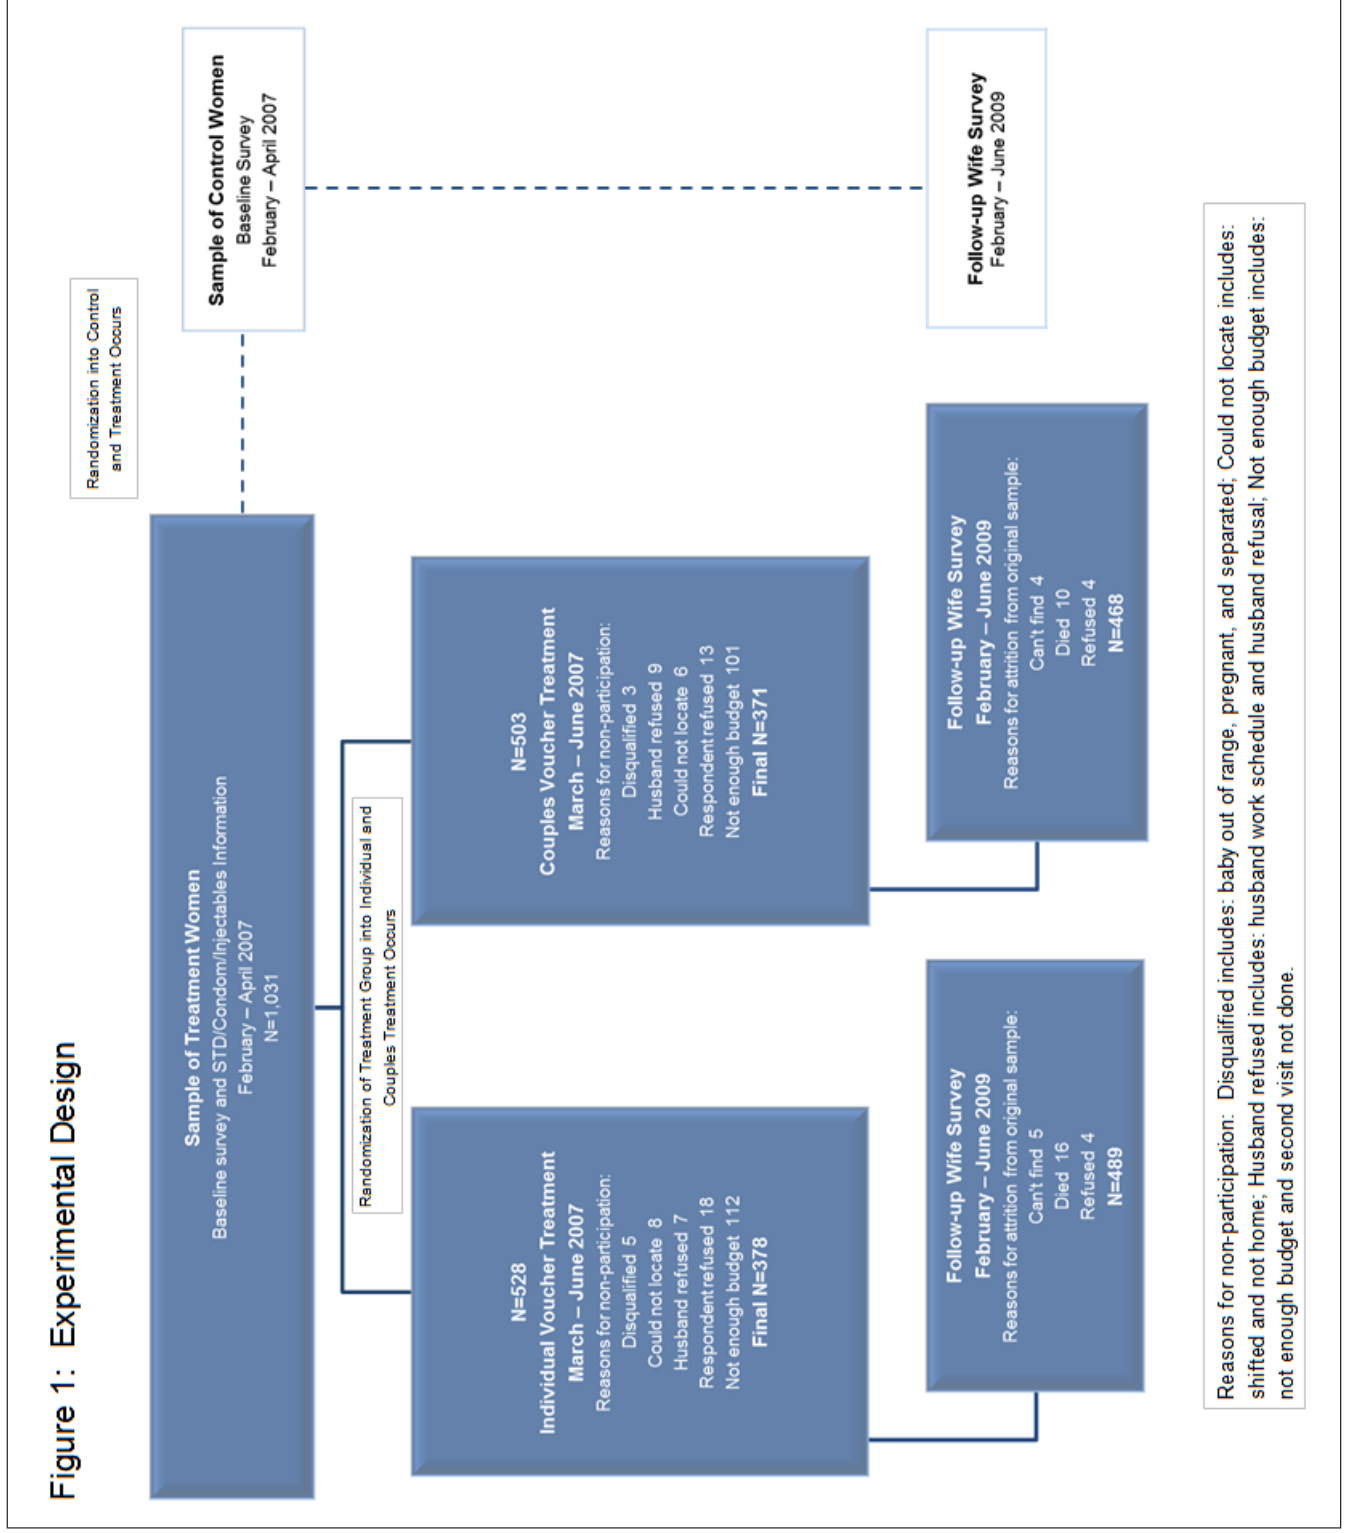 Figure 1:  Experimental Design
Randomization into Control
and Treatment Occurs
Sample of Treatment Women
Baseline survey and STD/Condom/Injectables Information
February – April 2007
N=1,031
Sample of Control Women
Baseline Survey
February – April 2007
Randomization of Treatment Group into Individual and
Couples Treatment Occurs
N=528
Individual Voucher Treatment
March – June 2007
Reasons for non-participation:
Disqualified 5
Could not locate 8
Husband refused 7
Respondent refused 18
Not enough budget 112
Final N=378
N=503
Couples Voucher Treatment
March – June 2007
Reasons for non-participation:
Disqualified 3
Husband refused 9
Could not locate 6
Respondent refused 13
Not enough budget 101
Final N=371
Follow-up Wife Survey
February – June 2009
Reasons for attrition from original sample:
Can't find 5
Died 16
Refused 4
N=489
Follow-up Wife Survey
February – June 2009
Reasons for attrition from original sample:
Can't find 4
Died 10
Refused 4
N=468
Follow-up Wife Survey
February – June 2009
Reasons for non-participation:  Disqualified includes: baby out of range, pregnant, and separated; Could not locate includes:
shifted and not home; Husband refused includes: husband work schedule and husband refusal; Not enough budget includes:
not enough budget and second visit not done.